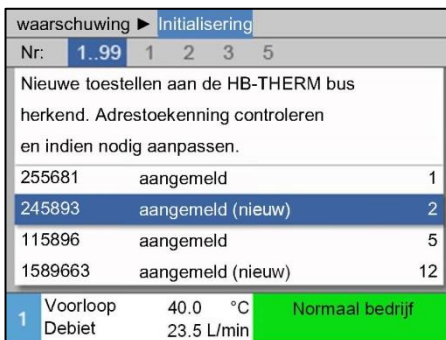 waarschuwing ► Initialisering
Nr: 1..99 1 2 3 5
Nieuwe toestellen aan de HB-THERM bus
herkend. Adrestoekenning controleren
en indien nodig aanpassen.
255681 aangemeld 1
245893 aangemeld (nieuw) 2
115896 aangemeld 5
1589663 aangemeld (nieuw) 12
1 Voorloop 40.0 °C Normaal bedrijf
Debiet 23.5 L/min